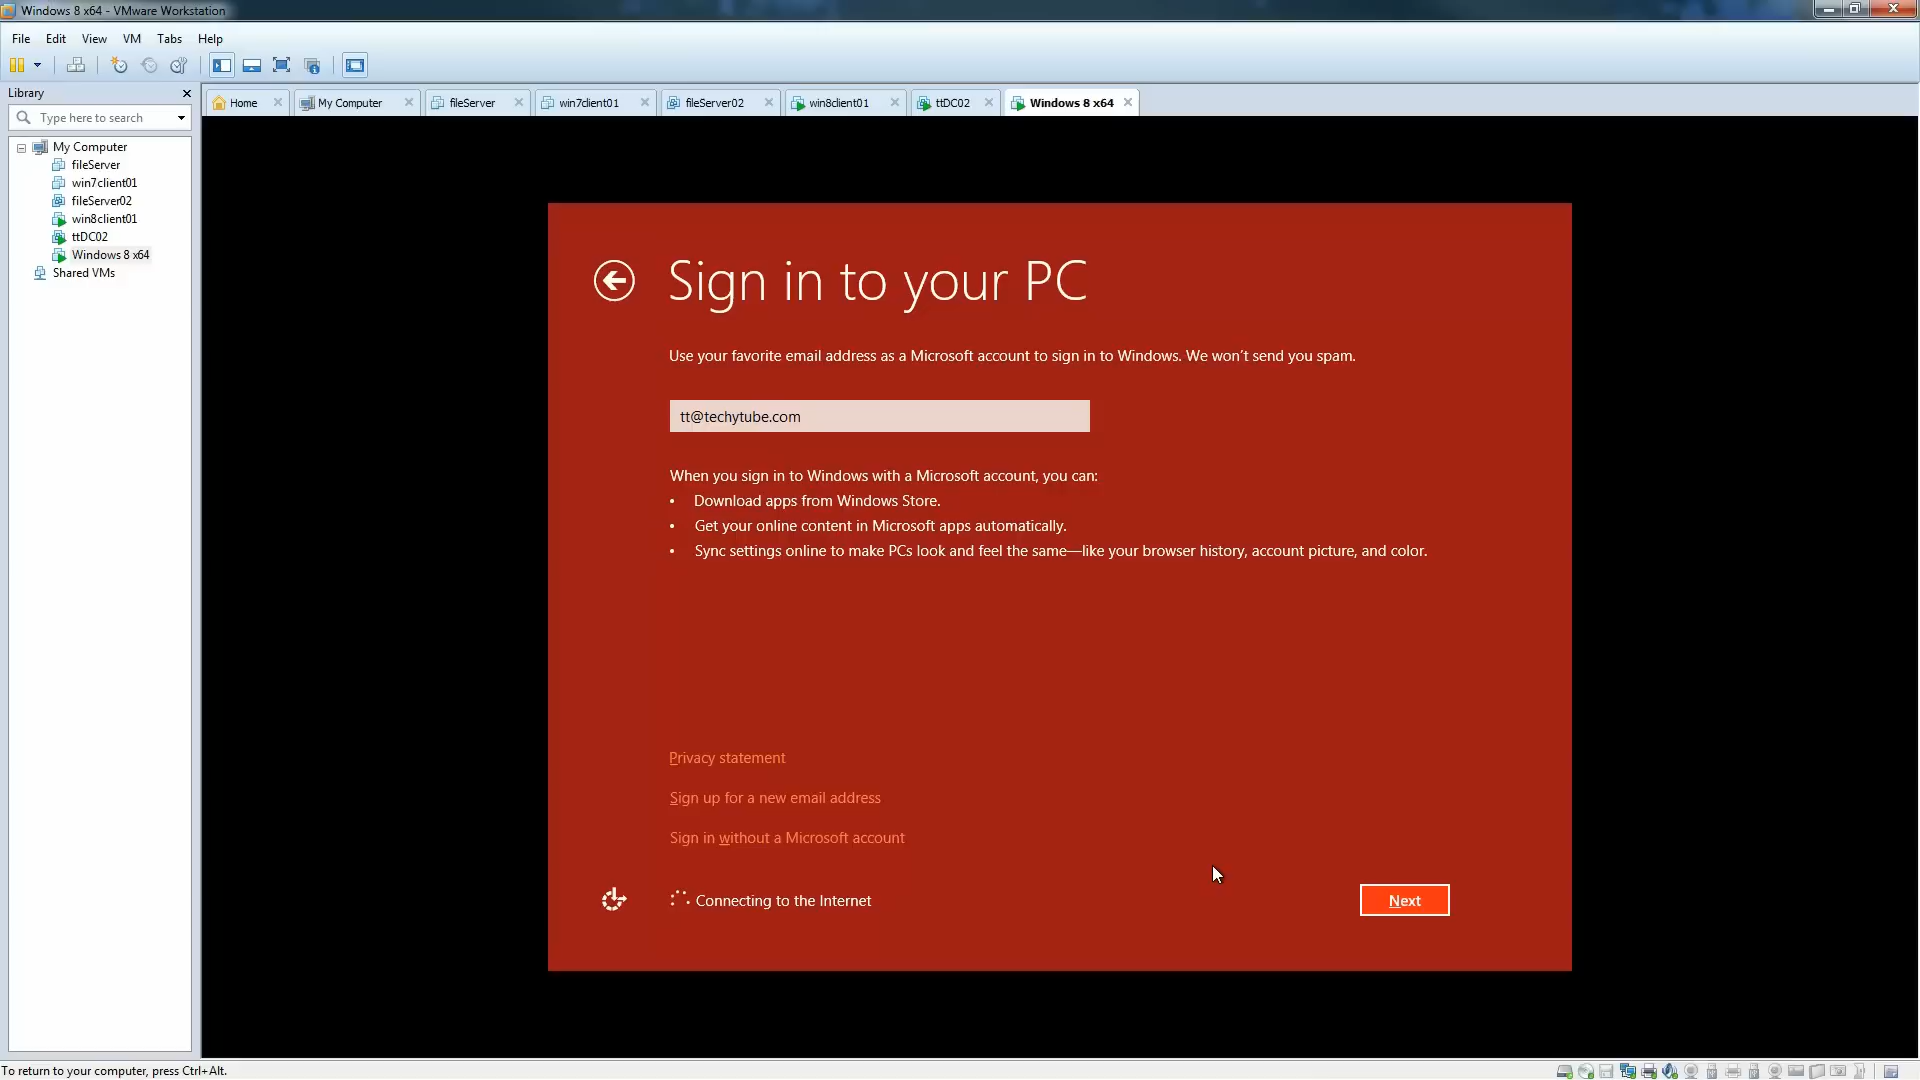 Windows 8 x64 - VMware Workstation
File Edit View VM Tabs Help
Library
Home My Computer fileServer win7client01 fileServer02 win8client01 ttDC02 Windows 8 x64
Type here to search
My Computer
fileServer
win7client01
fileServer02
win8client01
ttDC02
Windows 8 x64
Shared VMs
Sign in to your PC
Use your favorite email address as a Microsoft account to sign in to Windows. We won't send you spam.
tt@techytube.com
When you sign in to Windows with a Microsoft account, you can:
• Download apps from Windows Store.
• Get your online content in Microsoft apps automatically.
• Sync settings online to make PCs look and feel the same—like your browser history, account picture, and color.
Privacy statement
Sign up for a new email address
Sign in without a Microsoft account
Connecting to the Internet
Next
To return to your computer, press Ctrl+Alt.